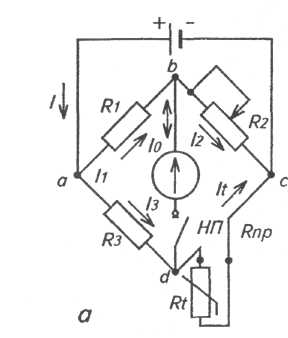 + -
b
I R1 I0 I2 R2
a I1 It c
I3 НП Rпр
R3 d
Rt
a